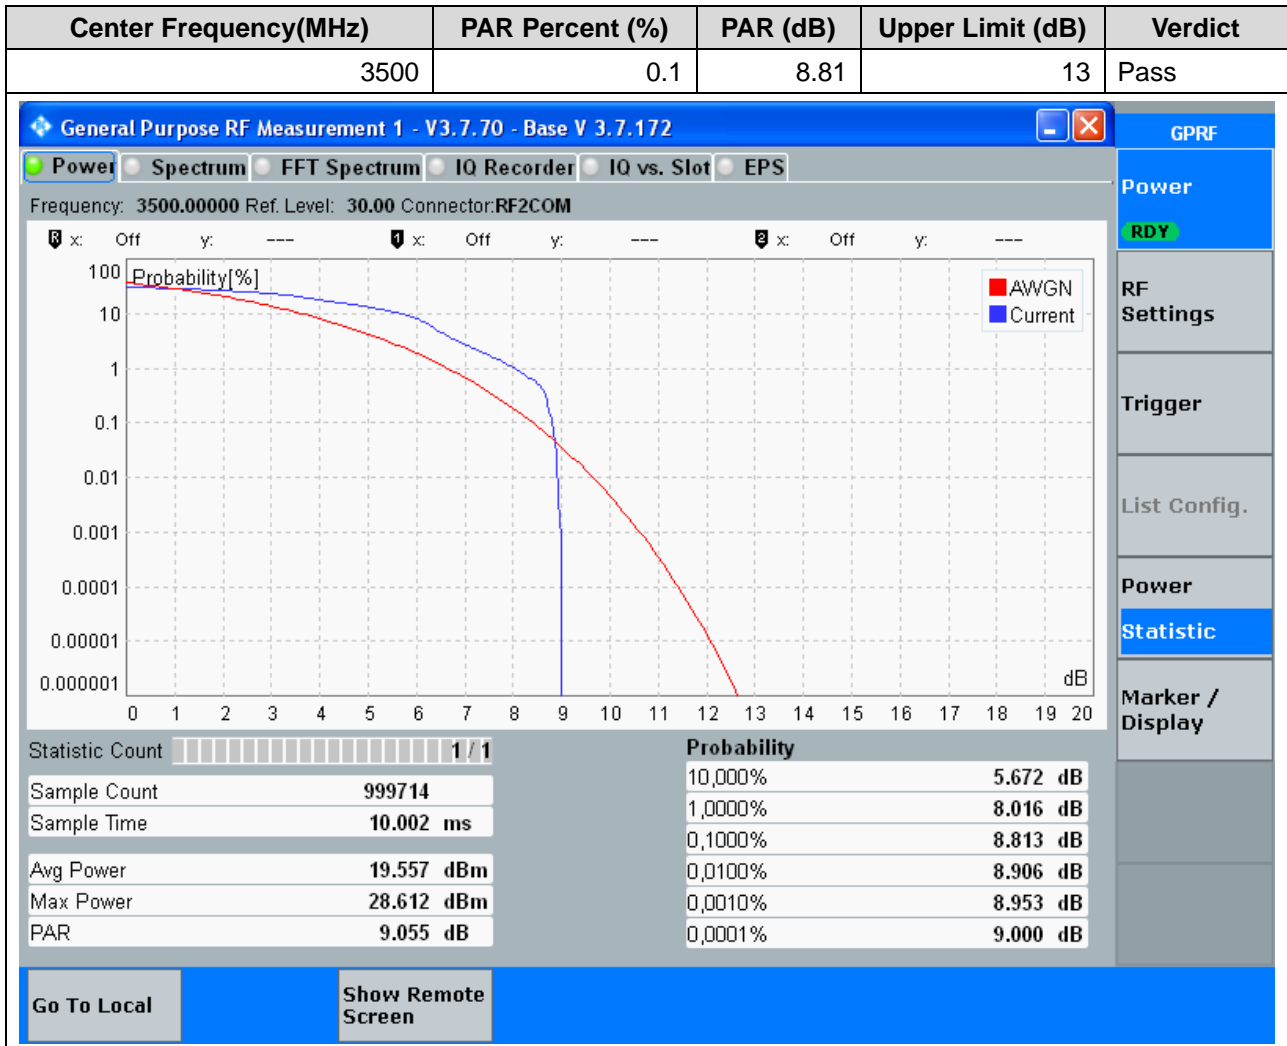 Center Frequency(MHz) PAR Percent (%) PAR (dB) Upper Limit (dB) Verdict
3500 0.1 8.81 13 Pass
General Purpose RF Measurement 1 - V3.7.70 - Base V 3.7.172
GPRF
Power Spectrum FFT Spectrum IQ Recorder IQ vs. Slot EPS
Power
RDY
Frequency: 3500.00000 Ref. Level: 30.00 Connector:RF2COM
R x: Off y: --- 1 x: Off y: --- 2 x: Off y: ---
Probability[%]
AWGN
Current
100
10
1
0.1
0.01
0.001
0.0001
0.00001
0.000001
dB
0 1 2 3 4 5 6 7 8 9 10 11 12 13 14 15 16 17 18 19 20
RF
Settings
Trigger
List Config.
Power
Statistic
Marker /
Display
Statistic Count 1 / 1
Sample Count 999714
Sample Time 10.002 ms
Avg Power 19.557 dBm
Max Power 28.612 dBm
PAR 9.055 dB
Probability
10,000% 5.672 dB
1,0000% 8.016 dB
0,1000% 8.813 dB
0,0100% 8.906 dB
0,0010% 8.953 dB
0,0001% 9.000 dB
Go To Local
Show Remote
Screen